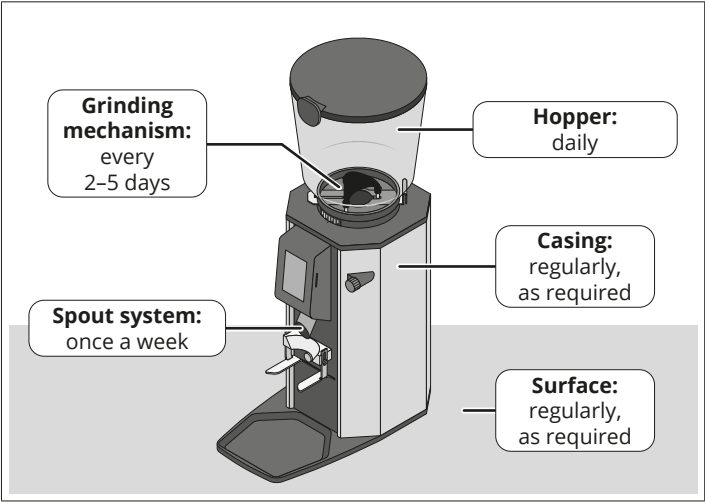 Grinding
mechanism:
every
2–5 days
Hopper:
daily
Casing:
regularly,
as required
Spout system:
once a week
Surface:
regularly,
as required